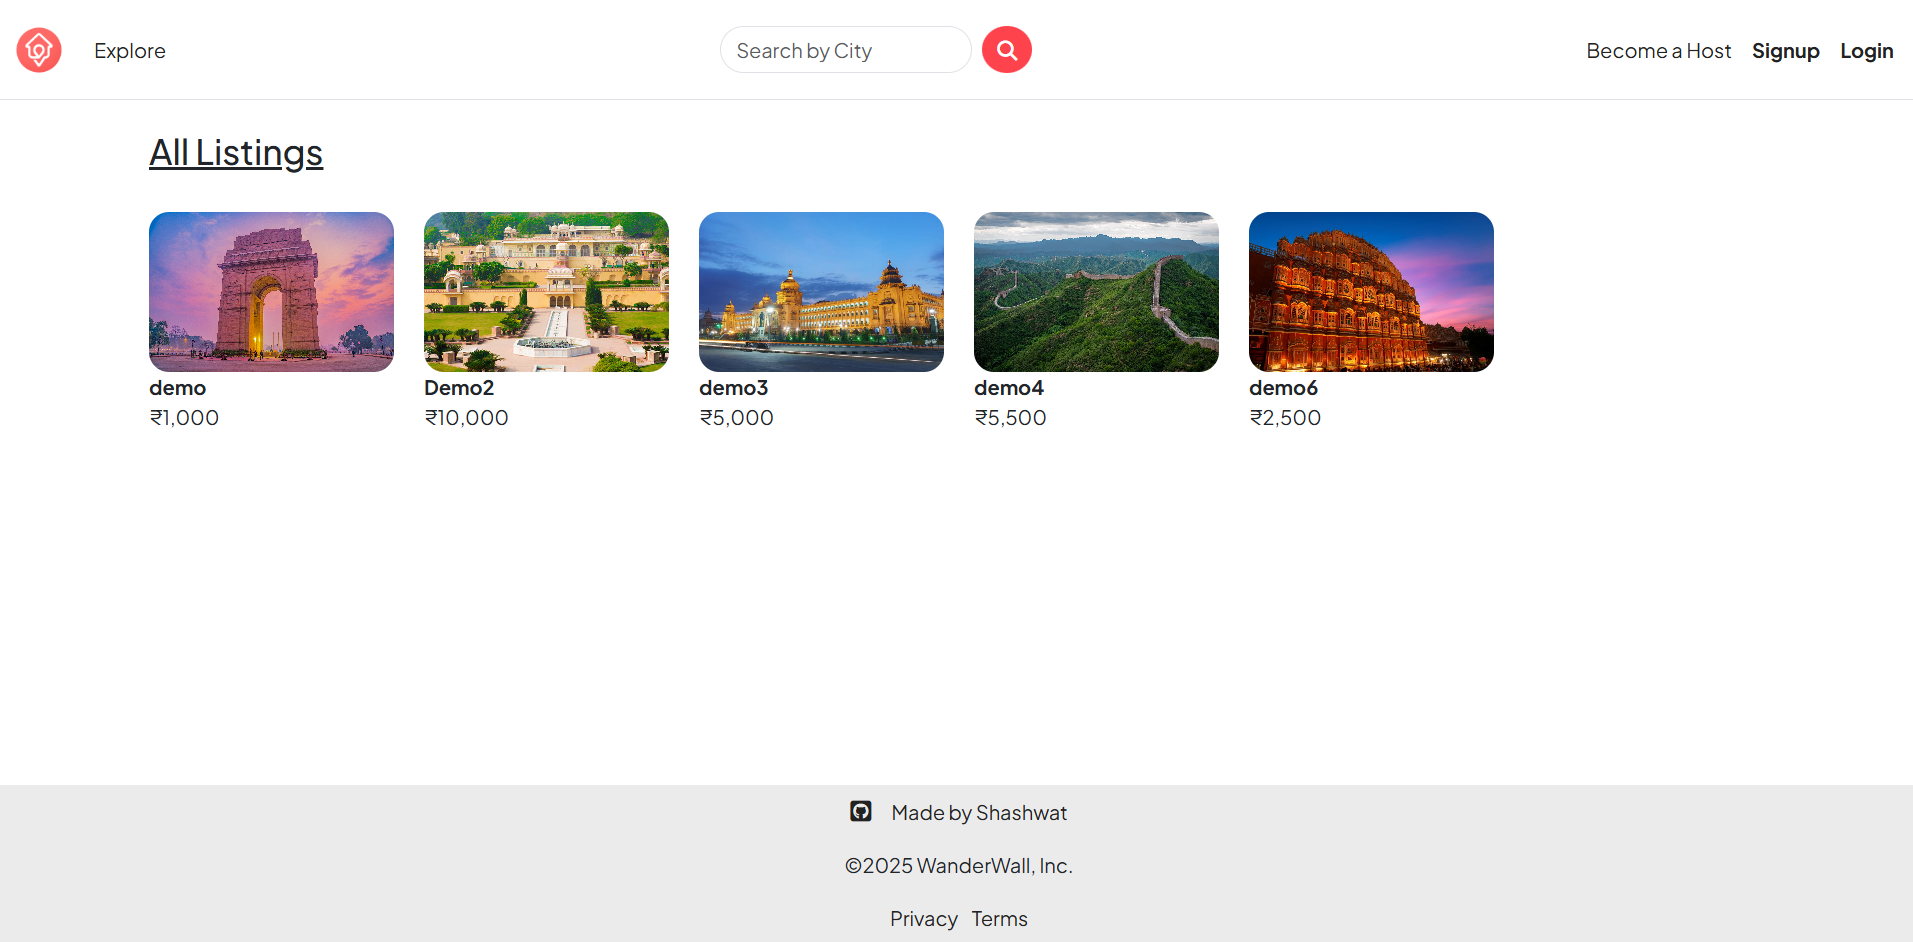 Explore
Search by City
Become a Host Signup Login
All Listings
demo
₹1,000
Demo2
₹10,000
demo3
₹5,000
demo4
₹5,500
demo6
₹2,500
Made by Shashwat
©2025 WanderWall, Inc.
Privacy Terms